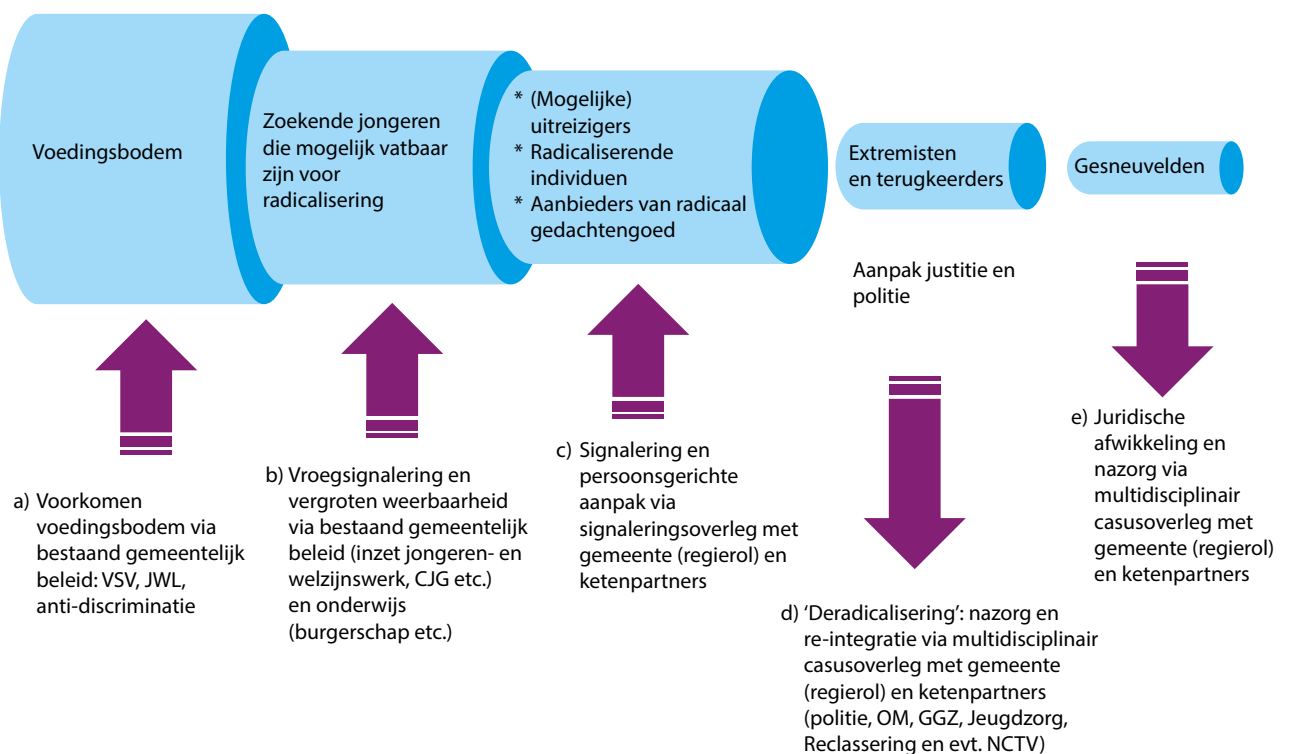 Voedingsbodem
Zoekende jongeren
die mogelijk vatbaar
zijn voor
radicalisering
* (Mogelijke)
uitreizigers
* Radicaliserende
individuen
* Aanbieders van radicaal
gedachtengoed
Extremisten
en terugkeerders
Gesneuvelden
Aanpak justitie en
politie
a) Voorkomen
voedingsbodem via
bestaand gemeentelijk
beleid: VSV, JWL,
anti-discriminatie
b) Vroegsignalering en
vergroten weerbaarheid
via bestaand gemeentelijk
beleid (inzet jongeren- en
welzijnswerk, CJG etc.)
en onderwijs
(burgerschap etc.)
c) Signalering en
persoonsgerichte
aanpak via
signaleringsoverleg met
gemeente (regierol) en
ketenpartners
d) ‘Deradicalisering’: nazorg en
re-integratie via multidisciplinair
casusoverleg met gemeente
(regierol) en ketenpartners
(politie, OM, GGZ, Jeugdzorg,
Reclassering en evt. NCTV)
e) Juridische
afwikkeling en
nazorg via
multidisciplinair
casusoverleg met
gemeente (regierol)
en ketenpartners